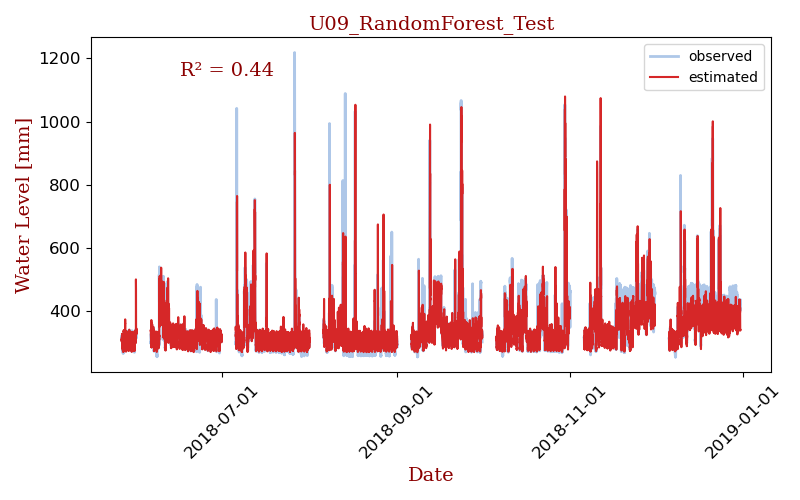 U09_RandomForest_Test
R² = 0.44
observed
estimated
Water Level [mm]
1200
1000
800
600
400
2018-07-01
2018-09-01
2018-11-01
2019-01-01
Date